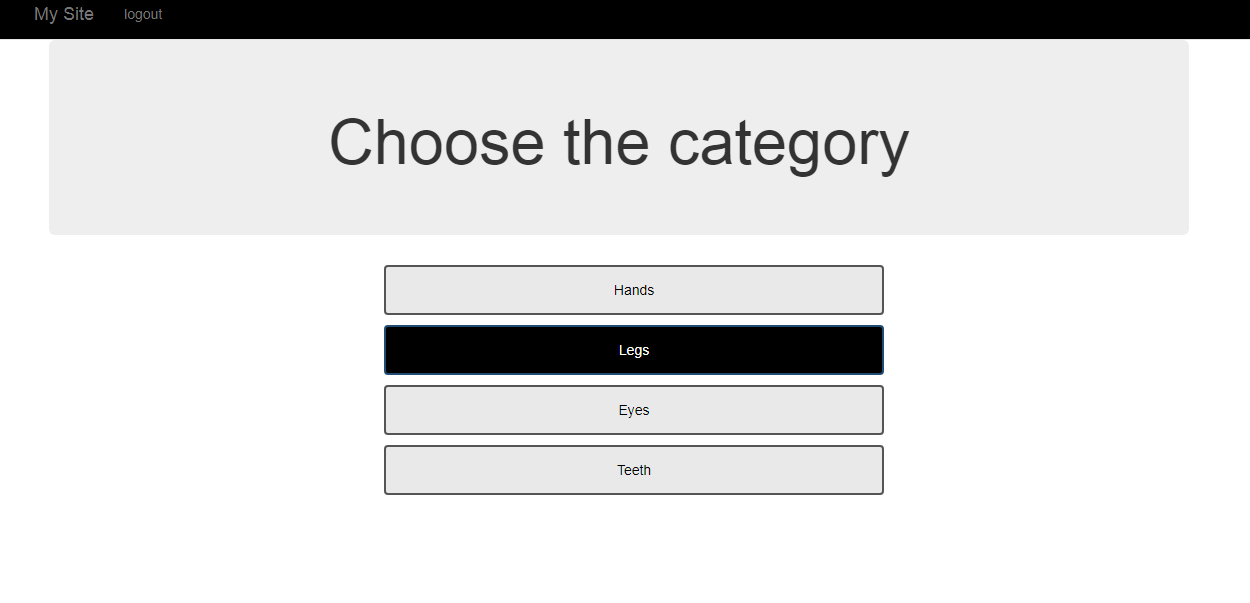 My Site logout
Choose the category
Hands
Legs
Eyes
Teeth